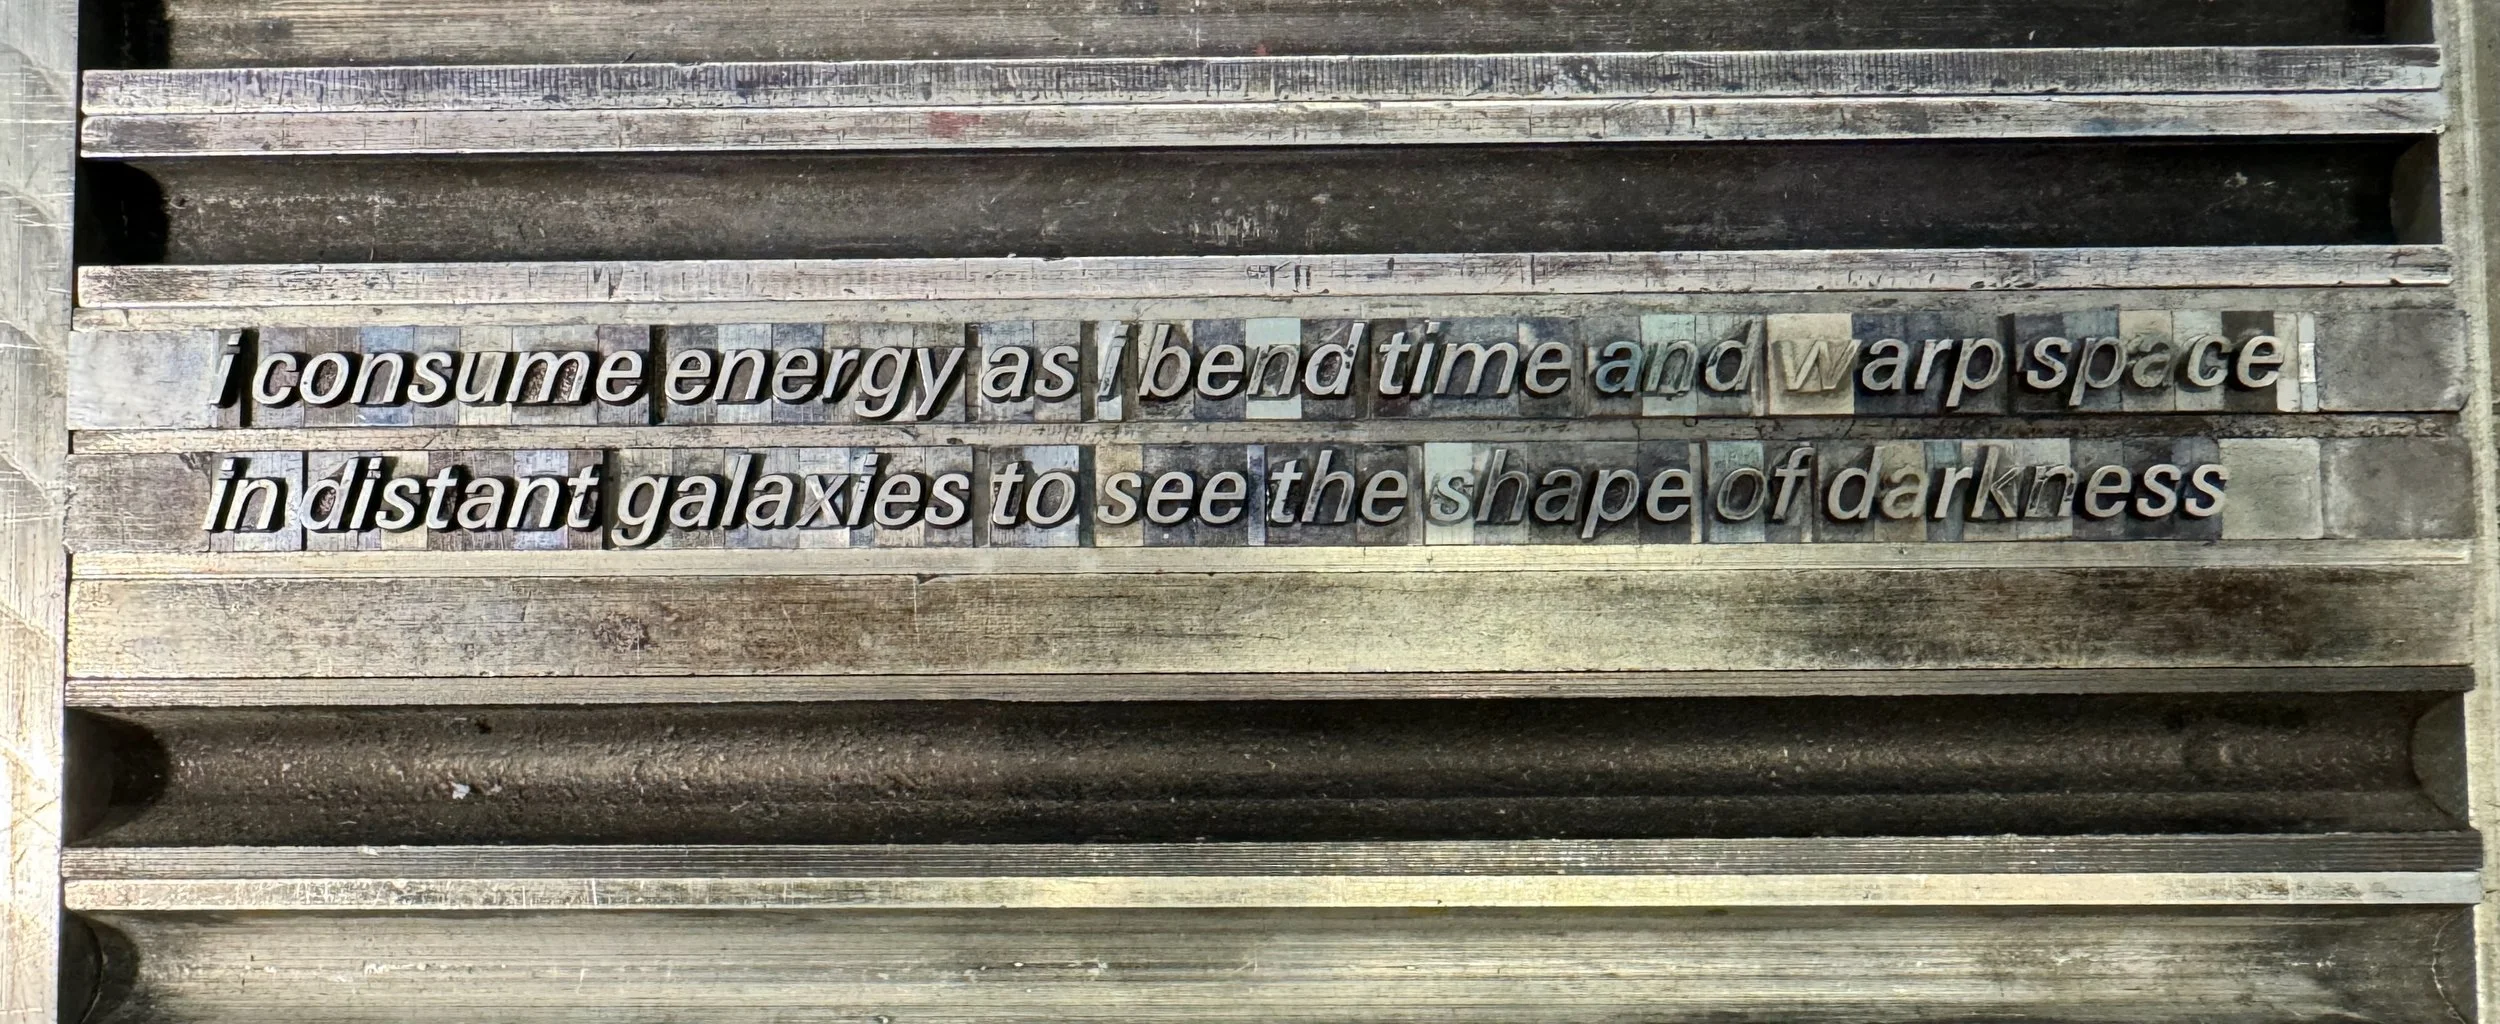 i consume energy as i bend time and warp space
in distant galaxies to see the shape of darkness